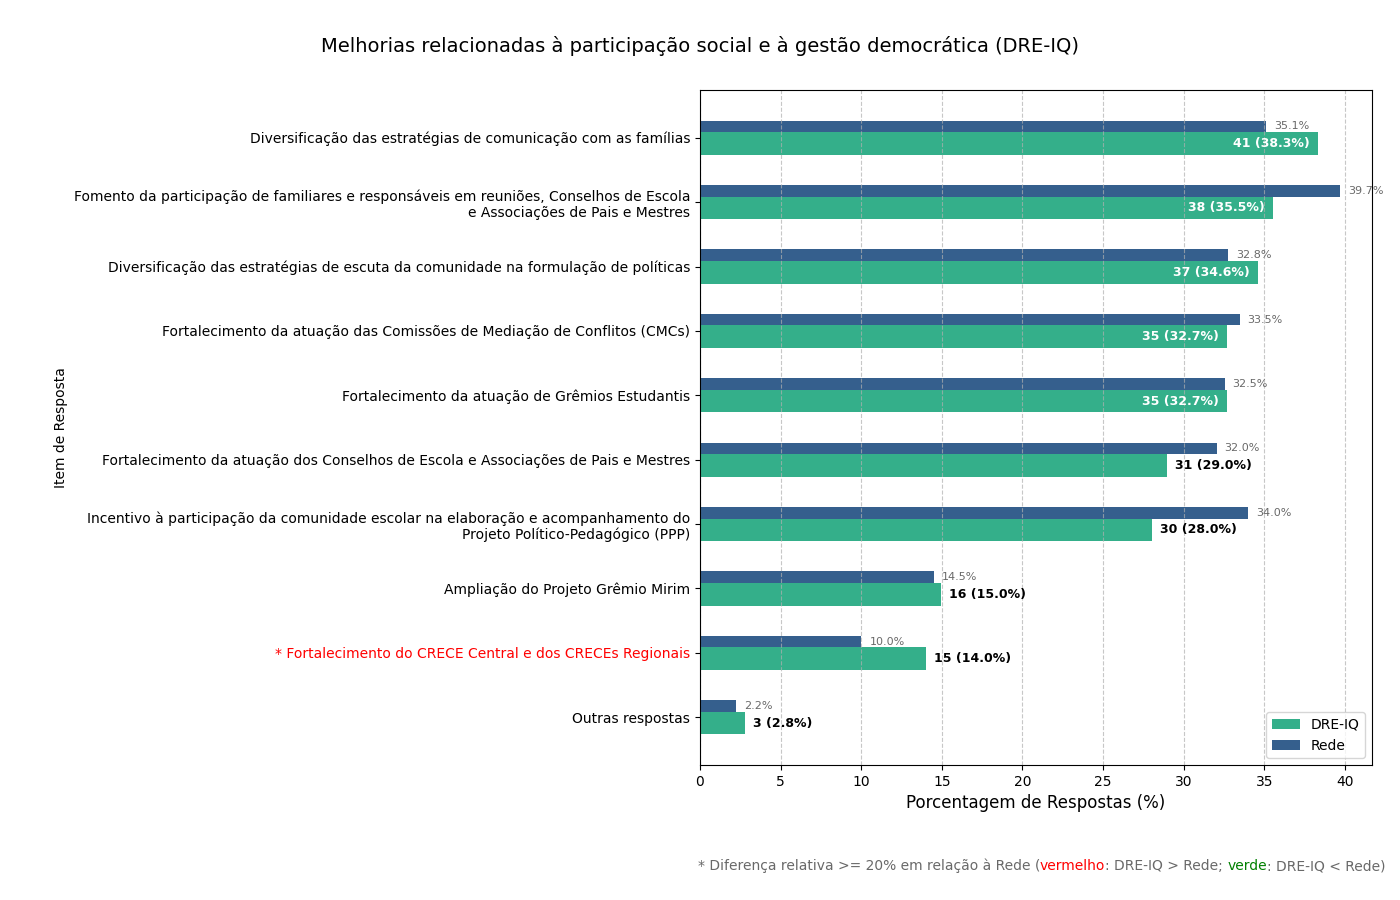 Melhorias relacionadas à participação social e à gestão democrática (DRE-IQ)
Item de Resposta
Diversificação das estratégias de comunicação com as famílias
35.1%
41 (38.3%)
Fomento da participação de familiares e responsáveis em reuniões, Conselhos de Escola
e Associações de Pais e Mestres
39.7%
38 (35.5%)
Diversificação das estratégias de escuta da comunidade na formulação de políticas
32.8%
37 (34.6%)
Fortalecimento da atuação das Comissões de Mediação de Conflitos (CMCs)
33.5%
35 (32.7%)
Fortalecimento da atuação de Grêmios Estudantis
32.5%
35 (32.7%)
Fortalecimento da atuação dos Conselhos de Escola e Associações de Pais e Mestres
32.0%
31 (29.0%)
Incentivo à participação da comunidade escolar na elaboração e acompanhamento do
Projeto Político-Pedagógico (PPP)
34.0%
30 (28.0%)
Ampliação do Projeto Grêmio Mirim
14.5%
16 (15.0%)
* Fortalecimento do CRECE Central e dos CRECEs Regionais
10.0%
15 (14.0%)
Outras respostas
2.2%
3 (2.8%)
DRE-IQ
Rede
0 5 10 15 20 25 30 35 40
Porcentagem de Respostas (%)
* Diferença relativa >= 20% em relação à Rede (vermelho: DRE-IQ > Rede; verde: DRE-IQ < Rede)